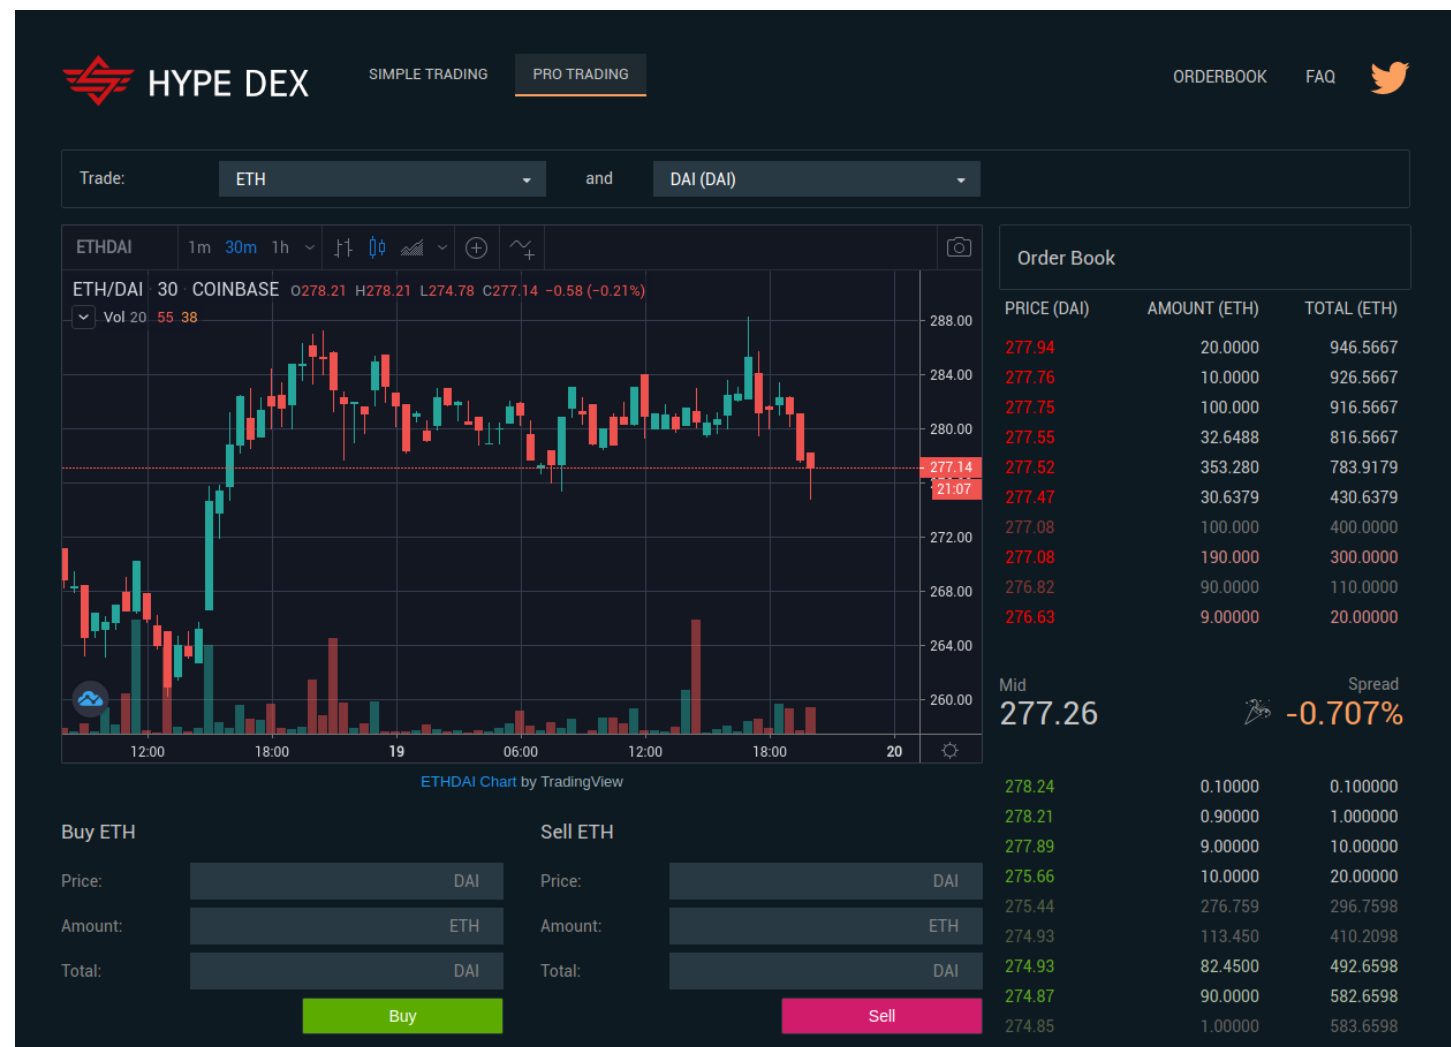 HYPE DEX SIMPLE TRADING PRO TRADING ORDERBOOK FAQ
Trade: ETH and DAI (DAI)
ETHDAI 1m 30m 1h
ETH/DAI · 30 · COINBASE O278.21 H278.21 L274.78 C277.14 −0.58 (−0.21%)
Vol 20 55 38
288.00
284.00
280.00
277.14
21:07
272.00
268.00
264.00
260.00
12:00 18:00 19 06:00 12:00 18:00 20
ETHDAI Chart by TradingView
Buy ETH
Price: DAI
Amount: ETH
Total: DAI
Buy
Sell ETH
Price: DAI
Amount: ETH
Total: DAI
Sell
Order Book
PRICE (DAI) AMOUNT (ETH) TOTAL (ETH)
277.94 20.0000 946.5667
277.76 10.0000 926.5667
277.75 100.000 916.5667
277.55 32.6488 816.5667
277.52 353.280 783.9179
277.47 30.6379 430.6379
277.08 100.000 400.0000
277.08 190.000 300.0000
276.82 90.0000 110.0000
276.63 9.00000 20.00000
Mid Spread
277.26 -0.707%
278.24 0.10000 0.100000
278.21 0.90000 1.000000
277.89 9.00000 10.00000
275.66 10.0000 20.00000
275.44 276.759 296.7598
274.93 113.450 410.2098
274.93 82.4500 492.6598
274.87 90.0000 582.6598
274.85 1.00000 583.6598